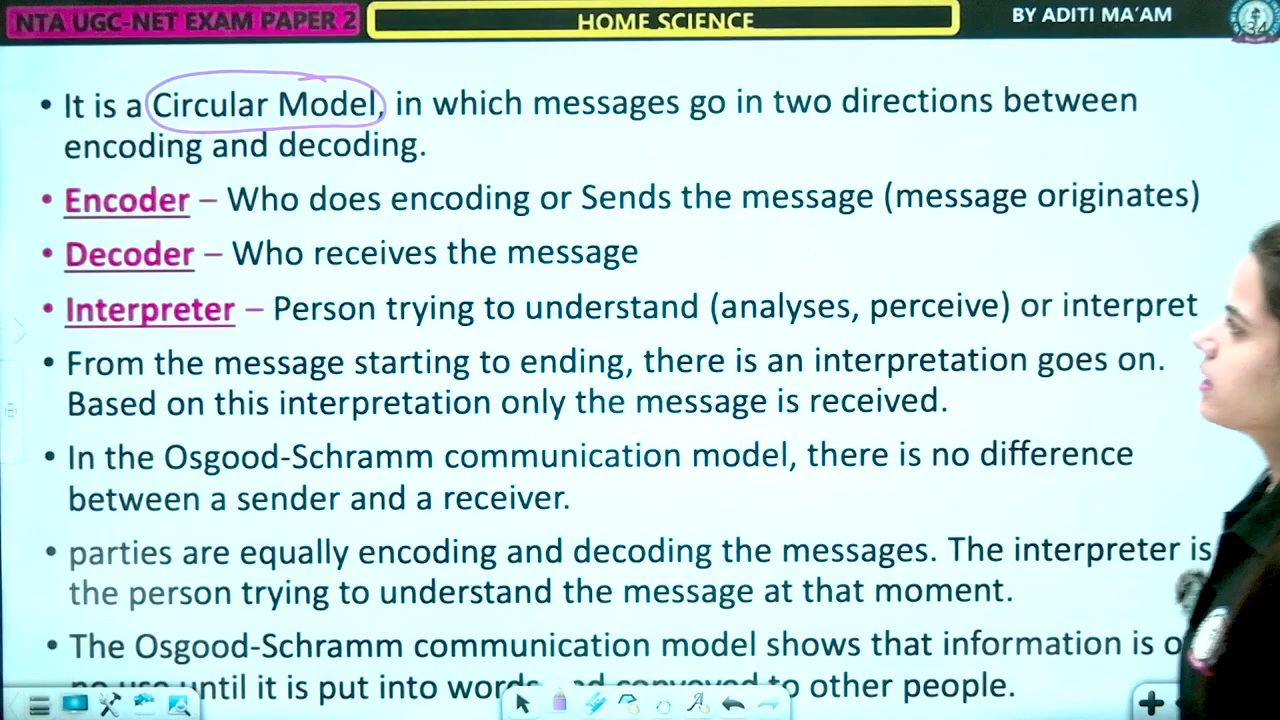 NTA UGC-NET EXAM PAPER 2
HOME SCIENCE
BY ADITI MA'AM
• It is a Circular Model, in which messages go in two directions between
encoding and decoding.
• Encoder – Who does encoding or Sends the message (message originates)
• Decoder – Who receives the message
• Interpreter – Person trying to understand (analyses, perceive) or interpret
• From the message starting to ending, there is an interpretation goes on.
Based on this interpretation only the message is received.
• In the Osgood-Schramm communication model, there is no difference
between a sender and a receiver.
• parties are equally encoding and decoding the messages. The interpreter is
the person trying to understand the message at that moment.
• The Osgood-Schramm communication model shows that information is
no use until it is put into words and conveyed to other people.